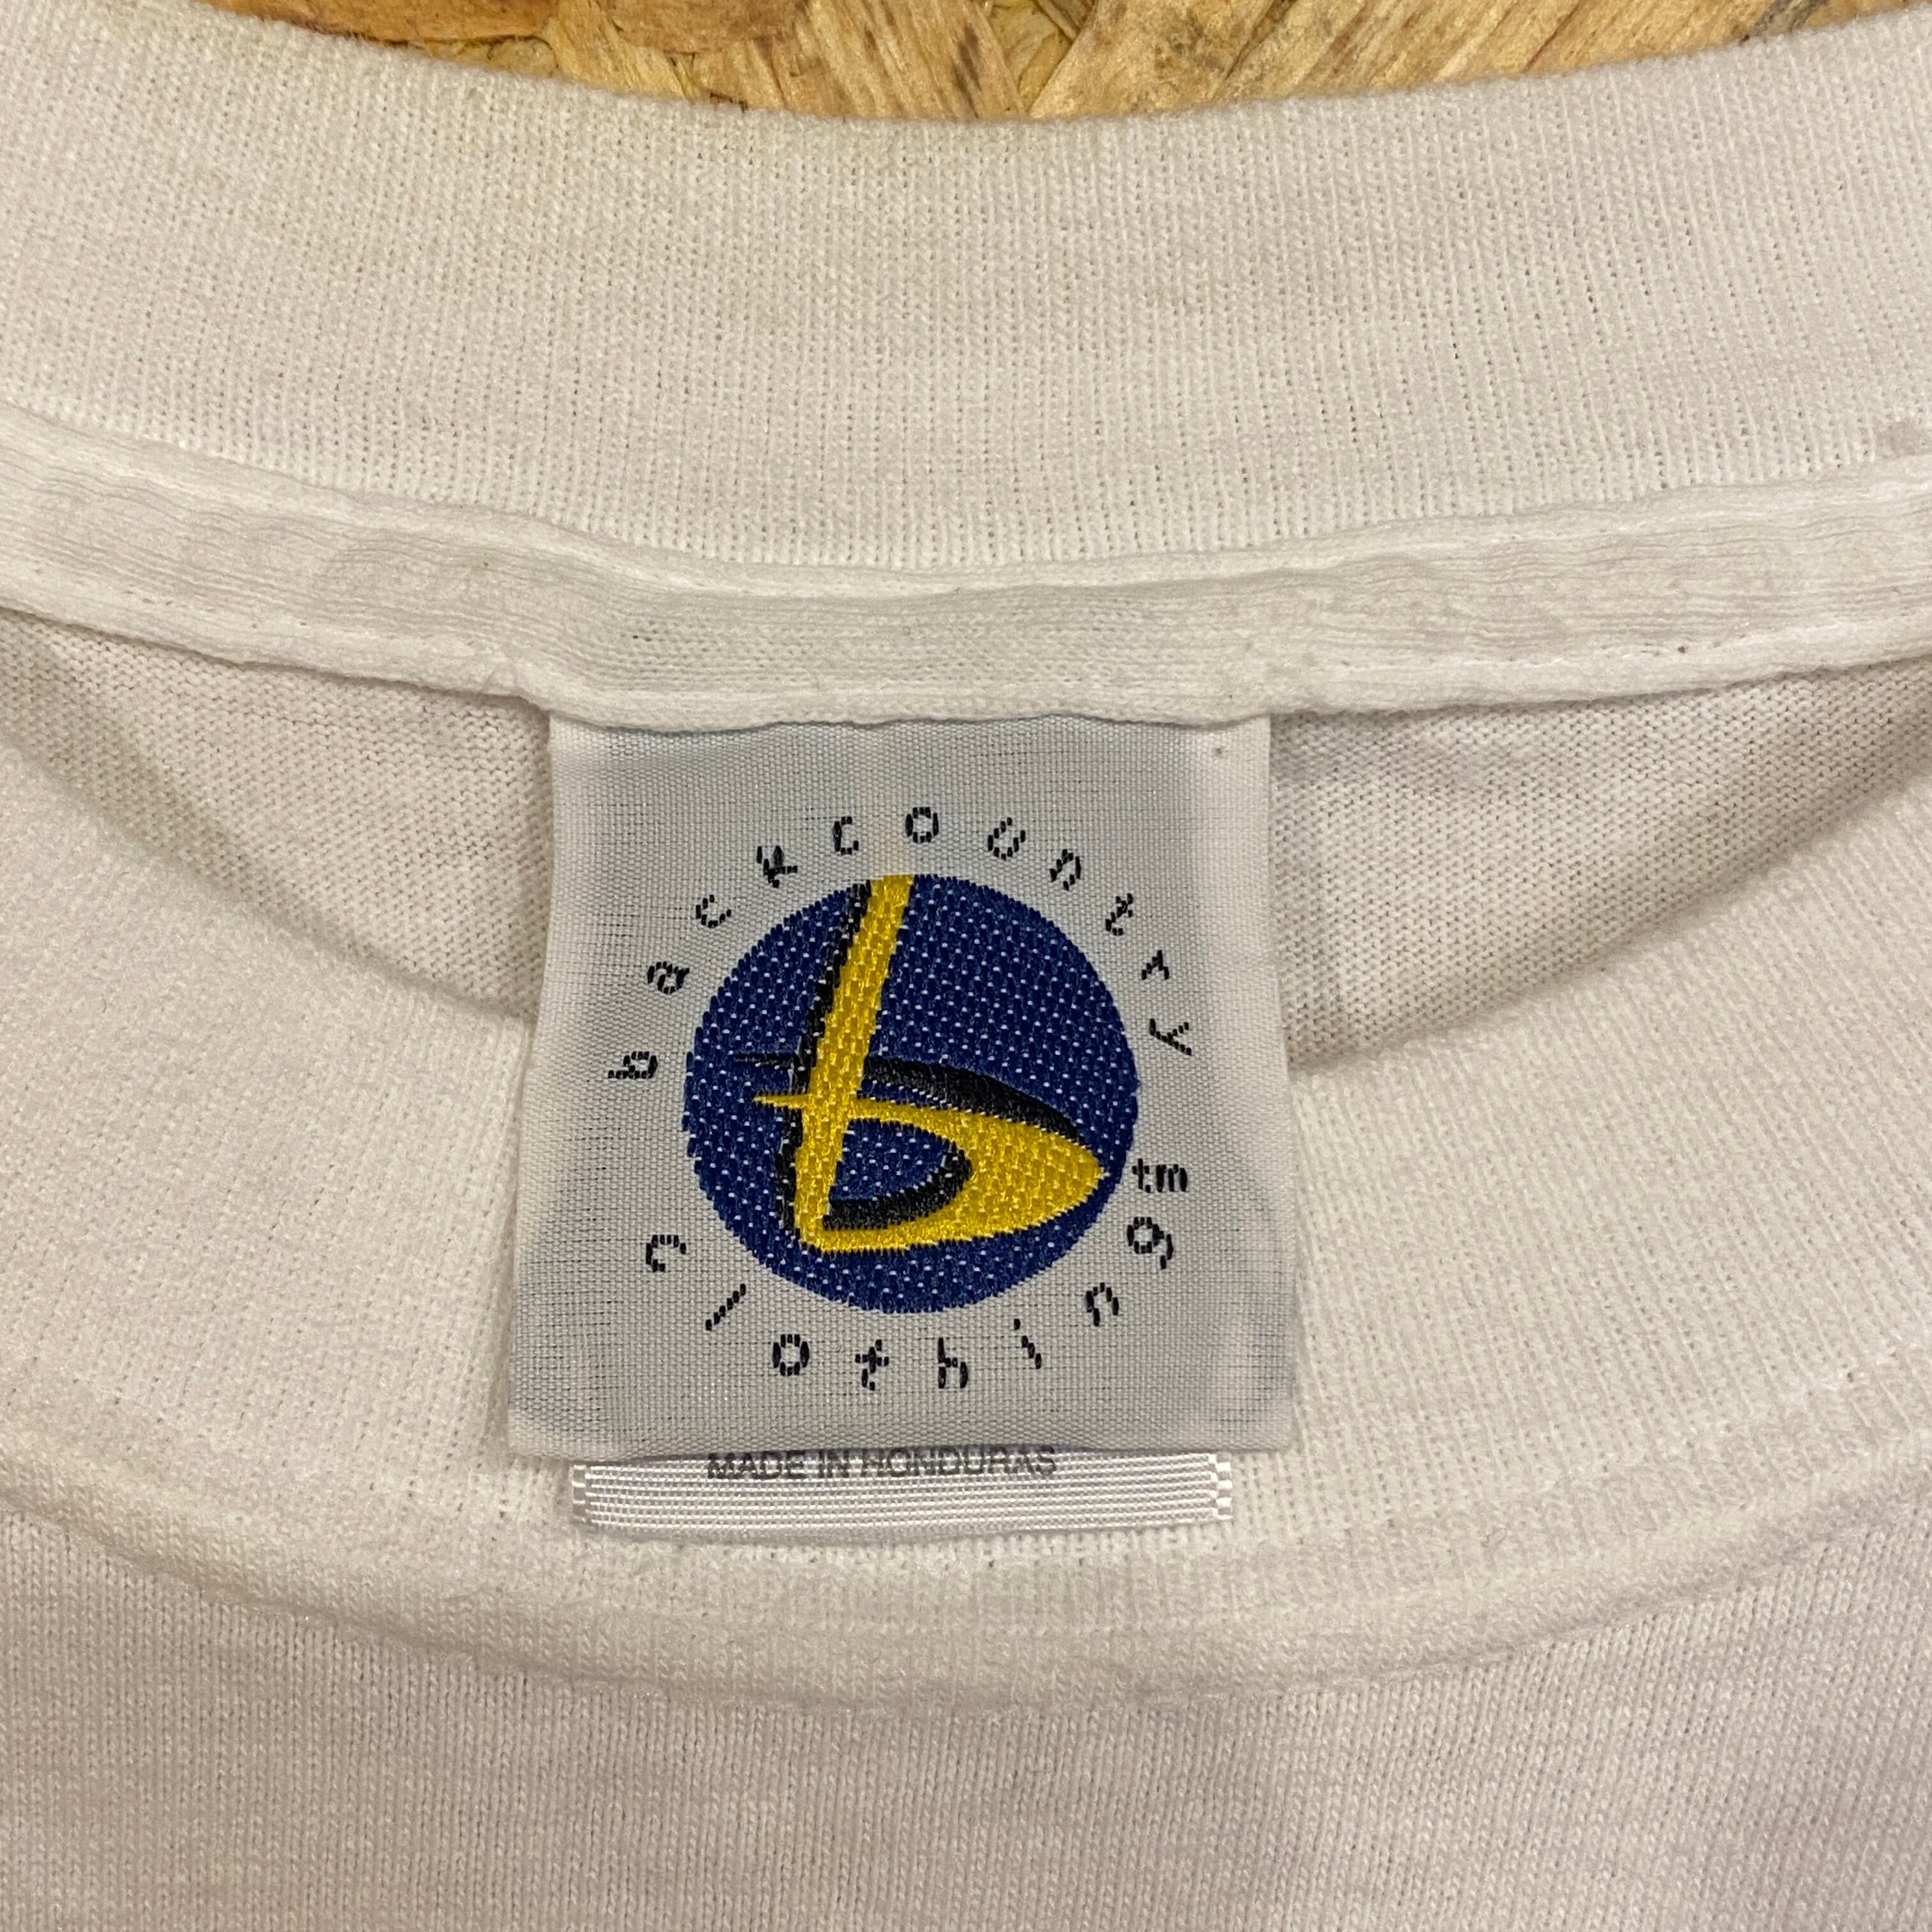 backcountry
b
clothing tm
MADE IN HONDURAS